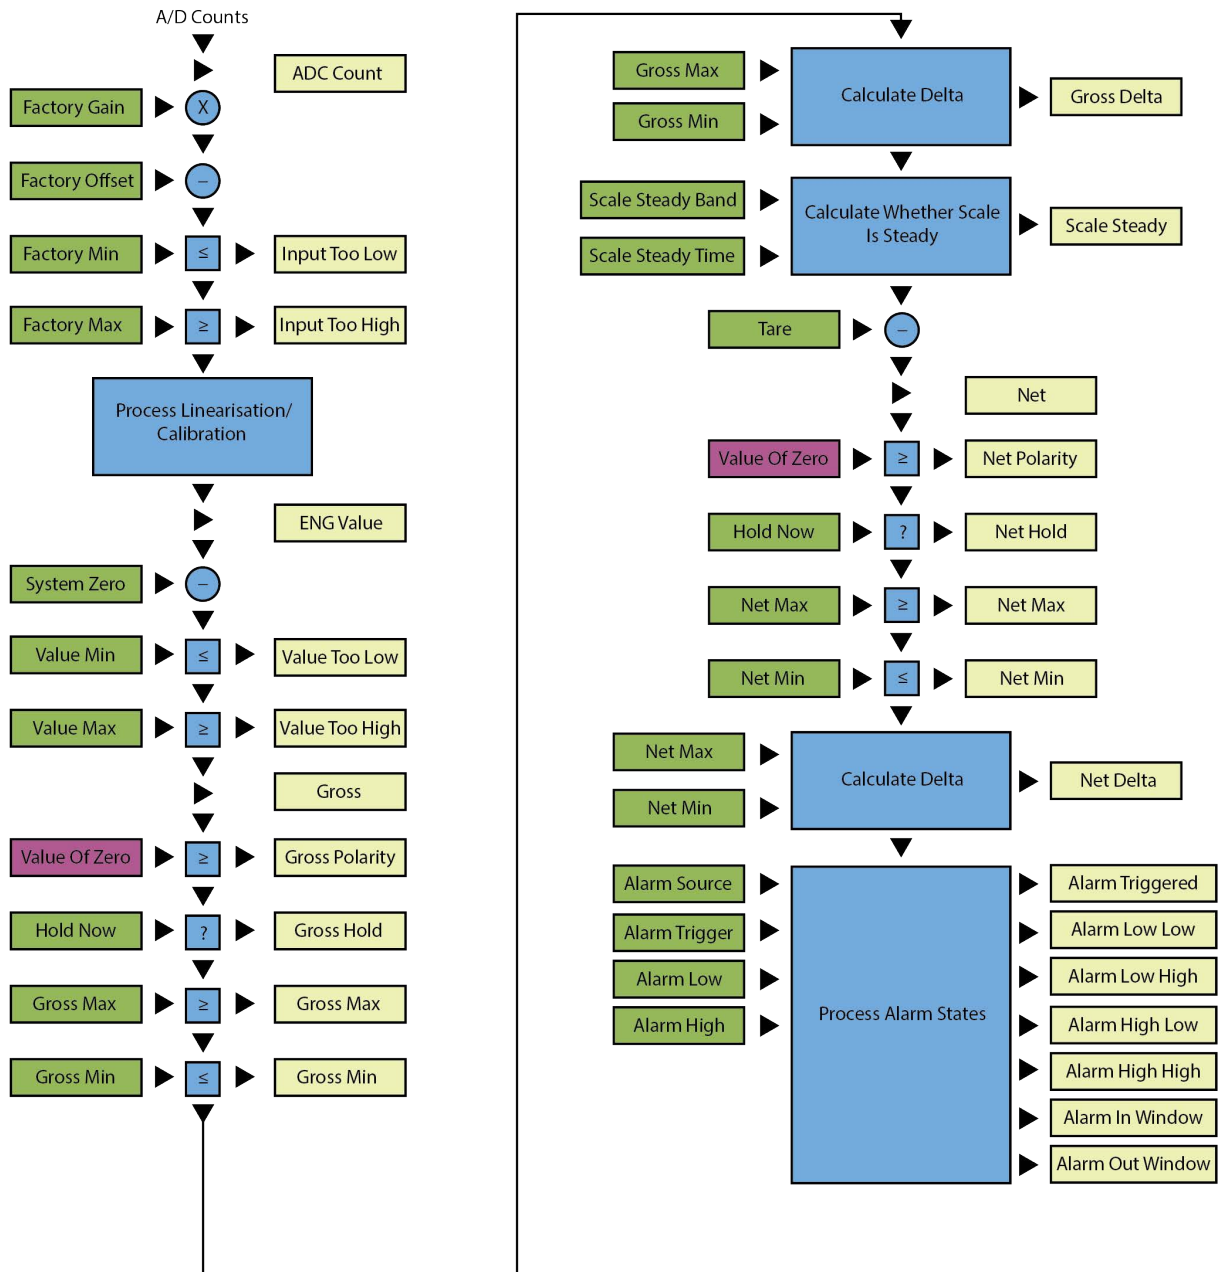 A/D Counts
ADC Count
Factory Gain
X
Factory Offset
–
Factory Min
≤
Input Too Low
Factory Max
≥
Input Too High
Process Linearisation/
Calibration
ENG Value
System Zero
–
Value Min
≤
Value Too Low
Value Max
≥
Value Too High
Gross
Value Of Zero
≥
Gross Polarity
Hold Now
?
Gross Hold
Gross Max
≥
Gross Max
Gross Min
≤
Gross Min
Gross Max
Gross Min
Calculate Delta
Gross Delta
Scale Steady Band
Scale Steady Time
Calculate Whether Scale
Is Steady
Scale Steady
Tare
–
Net
Value Of Zero
≥
Net Polarity
Hold Now
?
Net Hold
Net Max
≥
Net Max
Net Min
≤
Net Min
Net Max
Net Min
Calculate Delta
Net Delta
Alarm Source
Alarm Trigger
Alarm Low
Alarm High
Process Alarm States
Alarm Triggered
Alarm Low Low
Alarm Low High
Alarm High Low
Alarm High High
Alarm In Window
Alarm Out Window